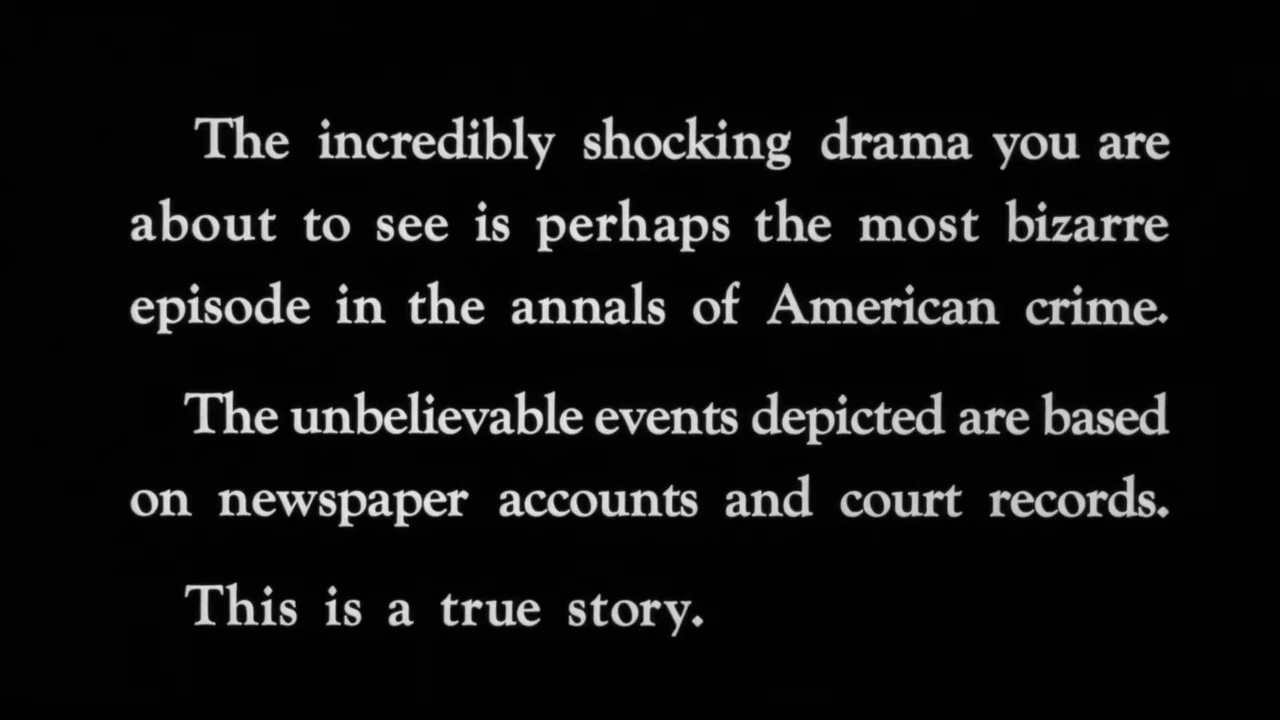 The incredibly shocking drama you are
about to see is perhaps the most bizarre
episode in the annals of American crime.
The unbelievable events depicted are based
on newspaper accounts and court records.
This is a true story.